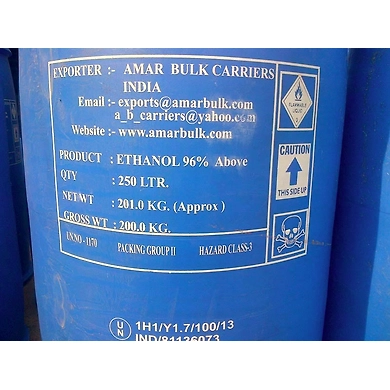 EXPORTER :- AMAR BULK CARRIERS
INDIA
Email :- exports@amarbulk.com
a_b_carriers@yahoo.com
Website :- www.amarbulk.com
PRODUCT : ETHANOL 96% Above
QTY : 250 LTR.
NET WT : 201.0 KG. (Approx )
GROSS WT : 200.0 KG.
UN.NO - 1170 PACKING GROUP II HAZARD CLASS-3
FLAMMABLE
LIQUID
CAUTION
THIS SIDE UP
UN 1H1/Y1.7/100/13
IND/81136073